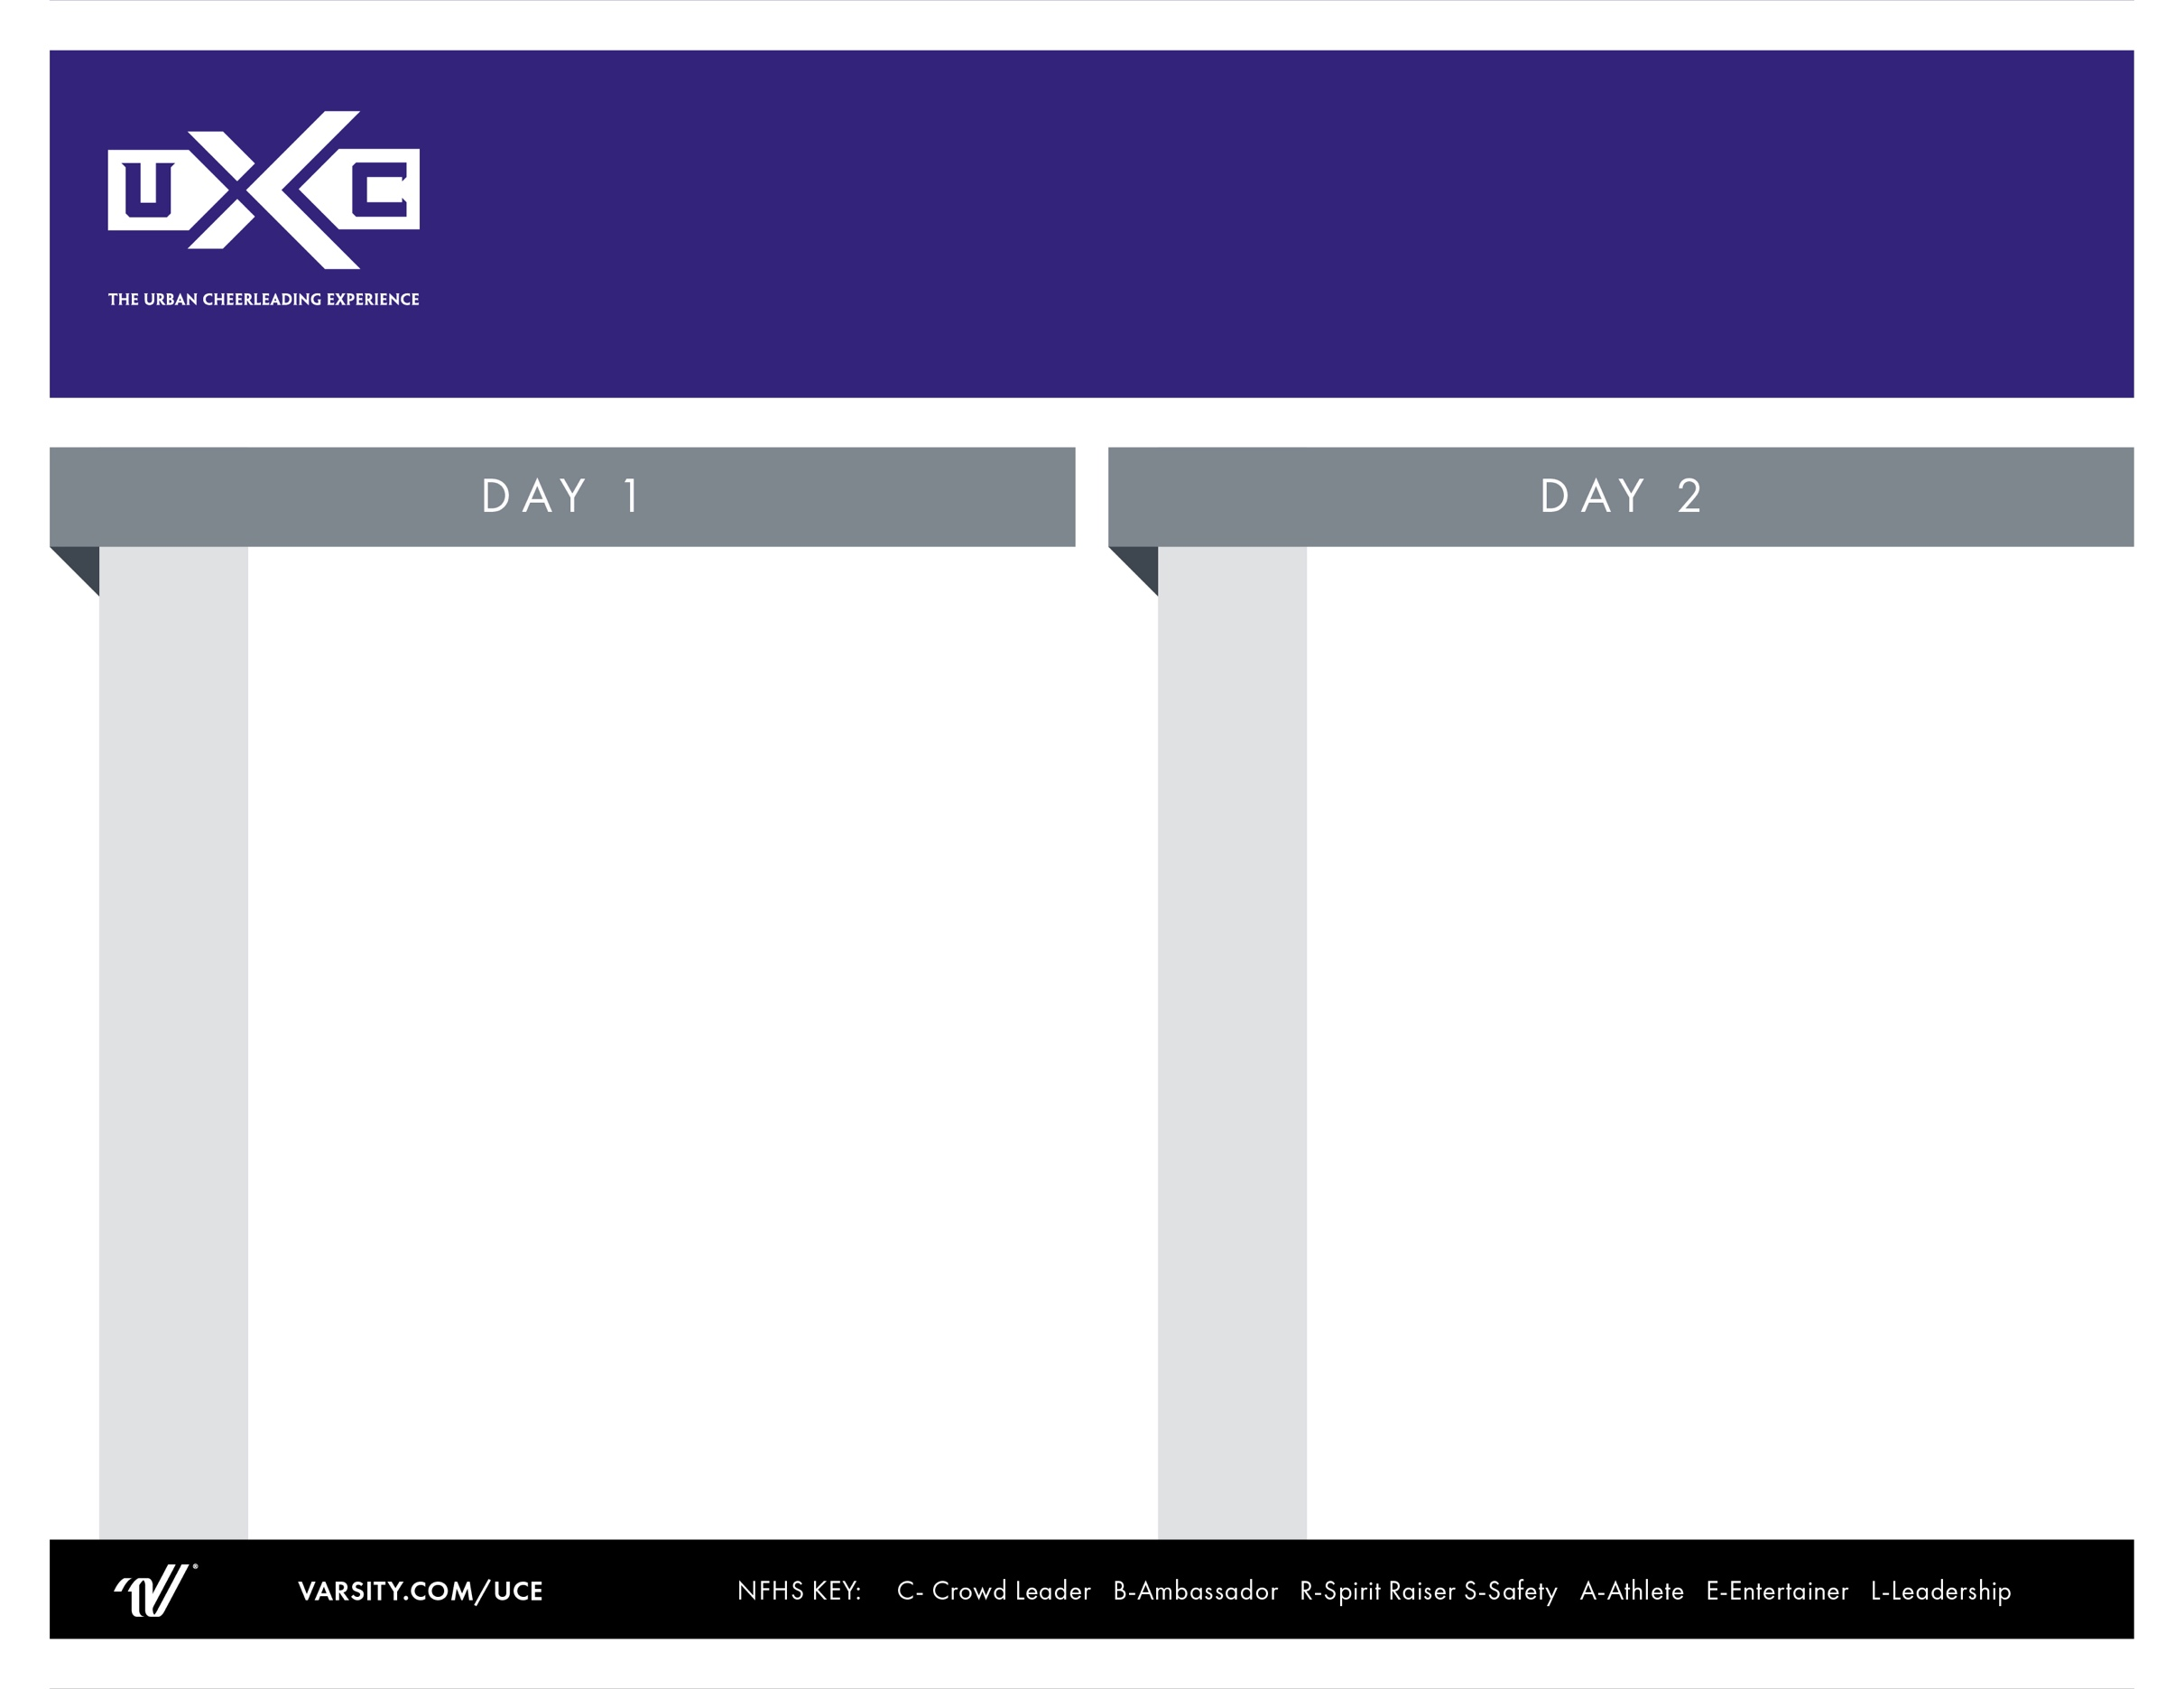 UXC
THE URBAN CHEERLEADING EXPERIENCE
DAY 1
DAY 2
VARSITY.COM/UCE
NFHS KEY: C- Crowd Leader B-Ambassador R-Spirit Raiser S-Safety A-Athlete E-Entertainer L-Leadership